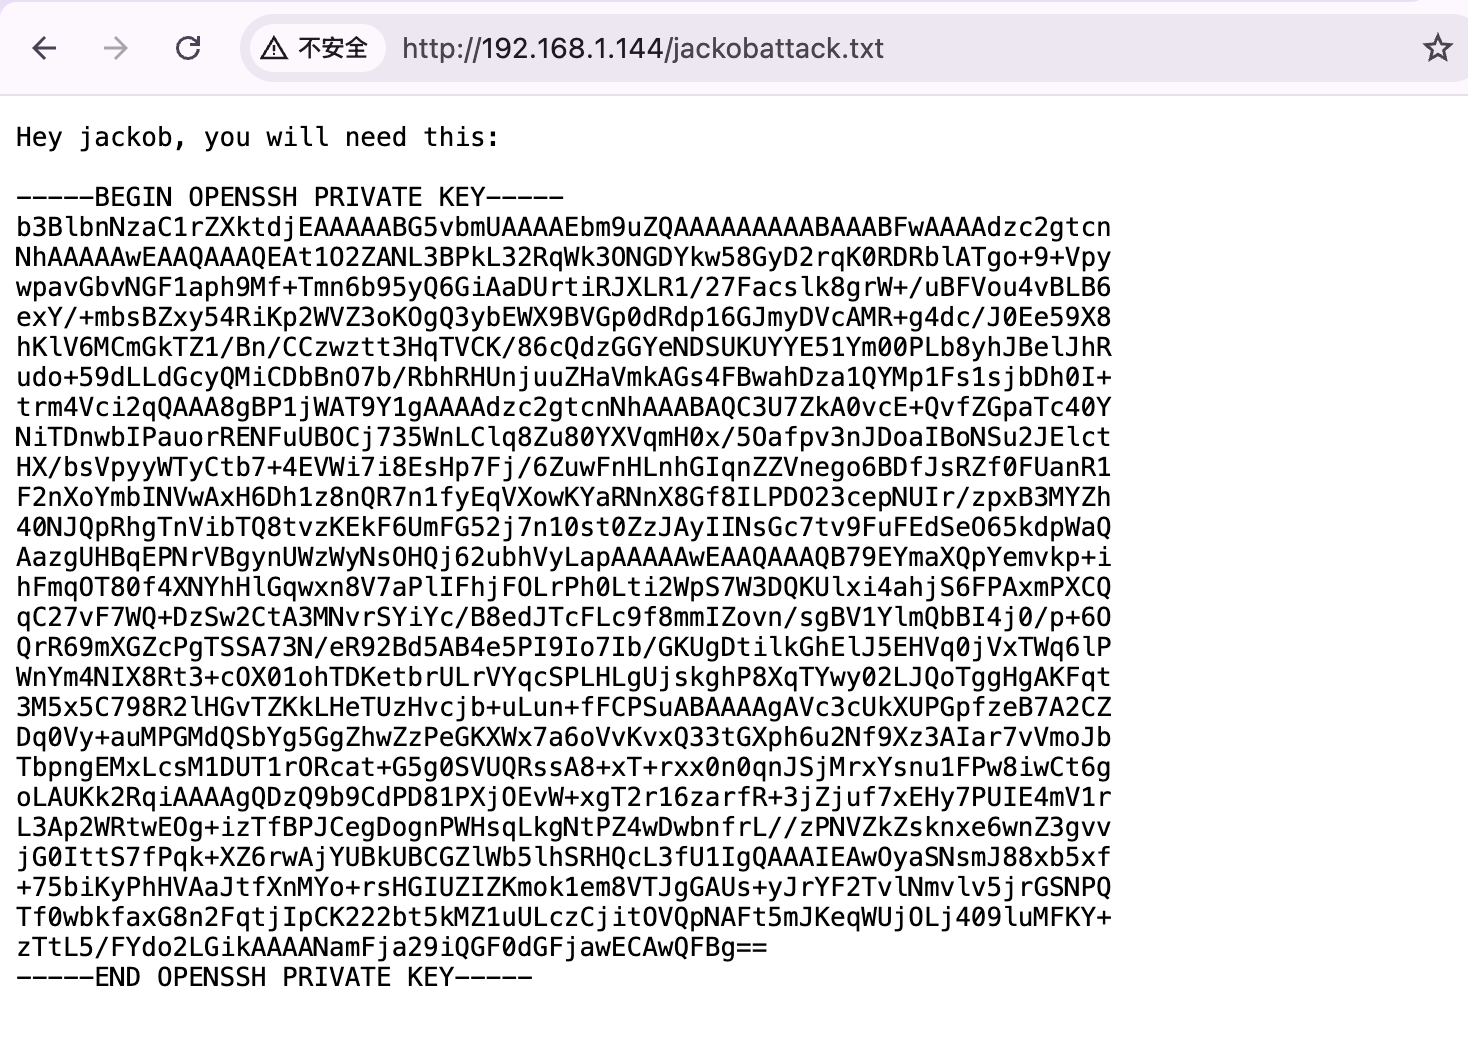 不安全 http://192.168.1.144/jackobattack.txt
Hey jackob, you will need this:
-----BEGIN OPENSSH PRIVATE KEY-----
b3BlbnNzaC1rZXktdjEAAAAABG5vbmUAAAAEbm9uZQAAAAAAAAABAAABFwAAAAdzc2gtcn
NhAAAAAwEAAQAAAQEAt1O2ZANL3BPkL32RqWk3ONGDYkw58GyD2rqK0RDRblATgo+9+Vpy
wpavGbvNGF1aph9Mf+Tmn6b95yQ6GiAaDUrtiRJXLR1/27Facslk8grW+/uBFVou4vBLB6
exY/+mbsBZxy54RiKp2WVZ3oKOgQ3ybEWX9BVGp0dRdp16GJmyDVcAMR+g4dc/J0Ee59X8
hKlV6MCmGkTZ1/Bn/CCzwztt3HqTVCK/86cQdzGGYeNDSUKUYYE51Ym00PLb8yhJBelJhR
udo+59dLLdGcyQMiCDbBnO7b/RbhRHUnjuuZHaVmkAGs4FBwahDza1QYMp1Fs1sjbDh0I+
trm4Vci2qQAAA8gBP1jWAT9Y1gAAAAdzc2gtcnNhAAABAQC3U7ZkA0vcE+QvfZGpaTc40Y
NiTDnwbIPauorRENFuUBOCj735WnLClq8Zu80YXVqmH0x/5Oafpv3nJDoaIBoNSu2JElct
HX/bsVpyyWTyCtb7+4EVWi7i8EsHp7Fj/6ZuwFnHLnhGIqnZZVnego6BDfJsRZf0FUanR1
F2nXoYmbINVwAxH6Dh1z8nQR7n1fyEqVXowKYaRNnX8Gf8ILPDO23cepNUIr/zpxB3MYZh
40NJQpRhgTnVibTQ8tvzKEkF6UmFG52j7n10st0ZzJAyIINsGc7tv9FuFEdSeO65kdpWaQ
AazgUHBqEPNrVBgynUWzWyNsOHQj62ubhVyLapAAAAAwEAAQAAAQB79EYmaXQpYemvkp+i
hFmqOT80f4XNYhHlGqwxn8V7aPlIFhjFOLrPh0Lti2WpS7W3DQKUlxi4ahjS6FPAxmPXCQ
qC27vF7WQ+DzSw2CtA3MNvrSYiYc/B8edJTcFLc9f8mmIZovn/sgBV1YlmQbBI4j0/p+6O
QrR69mXGZcPgTSSA73N/eR92Bd5AB4e5PI9Io7Ib/GKUgDtilkGhElJ5EHVq0jVxTWq6lP
WnYm4NIX8Rt3+cOX01ohTDKetbrULrVYqcSPLHLgUjskghP8XqTYwy02LJQoTggHgAKFqt
3M5x5C798R2lHGvTZKkLHeTUzHvcjb+uLun+fFCPSuABAAAAgAVc3cUkXUPGpfzeB7A2CZ
Dq0Vy+auMPGMdQSbYg5GgZhwZzPeGKXWx7a6oVvKvxQ33tGXph6u2Nf9Xz3AIar7vVmoJb
TbpngEMxLcsM1DUT1rORcat+G5g0SVUQRssA8+xT+rxx0n0qnJSjMrxYsnu1FPw8iwCt6g
oLAUKk2RqiAAAAgQDzQ9b9CdPD81PXjOEvW+xgT2r16zarfR+3jZjuf7xEHy7PUIE4mV1r
L3Ap2WRtwEOg+izTfBPJCegDognPWHsqLkgNtPZ4wDwbnfrL//zPNVZkZsknxe6wnZ3gvv
jG0IttS7fPqk+XZ6rwAjYUBkUBCGZlWb5lhSRHQcL3fU1IgQAAAIEAwOyaSNsmJ88xb5xf
+75biKyPhHVAaJtfXnMYo+rsHGIUZIZKmok1em8VTJgGAUs+yJrYF2TvlNmvlv5jrGSNPQ
Tf0wbkfaxG8n2FqtjIpCK222bt5kMZ1uULczCjitOVQpNAFt5mJKeqWUjOLj409luMFKY+
zTtL5/FYdo2LGikAAAANamFja29iQGF0dGFjawECAwQFBg==
-----END OPENSSH PRIVATE KEY-----